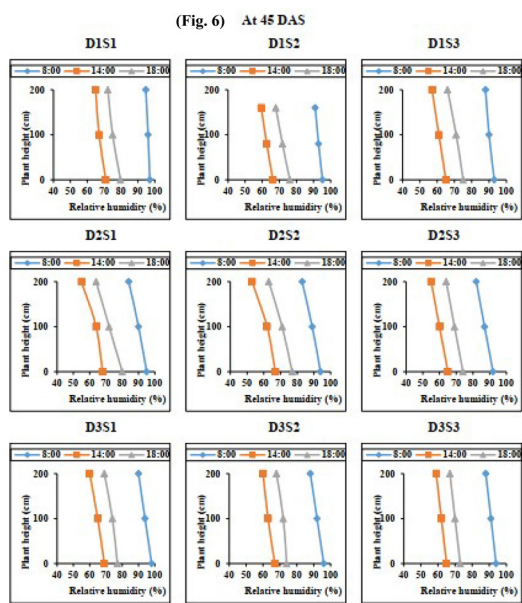 (Fig. 6) At 45 DAS
D1S1 D1S2 D1S3
8:00 14:00 18:00 8:00 14:00 18:00 8:00 14:00 18:00
Plant height (cm) Plant height (cm) Plant height (cm)
200 200 200
100 100 100
0 0 0
40 50 60 70 80 90 100 40 50 60 70 80 90 100 40 50 60 70 80 90 100
Relative humidity (%) Relative humidity (%) Relative humidity (%)
D2S1 D2S2 D2S3
8:00 14:00 18:00 8:00 14:00 18:00 8:00 14:00 18:00
Plant height (cm) Plant height (cm) Plant height (cm)
200 200 200
100 100 100
0 0 0
40 50 60 70 80 90 100 40 50 60 70 80 90 100 40 50 60 70 80 90 100
Relative humidity (%) Relative humidity (%) Relative humidity (%)
D3S1 D3S2 D3S3
8:00 14:00 18:00 8:00 14:00 18:00 8:00 14:00 18:00
Plant height (cm) Plant height (cm) Plant height (cm)
200 200 200
100 100 100
0 0 0
40 50 60 70 80 90 100 40 50 60 70 80 90 100 40 50 60 70 80 90 100
Relative humidity (%) Relative humidity (%) Relative humidity (%)